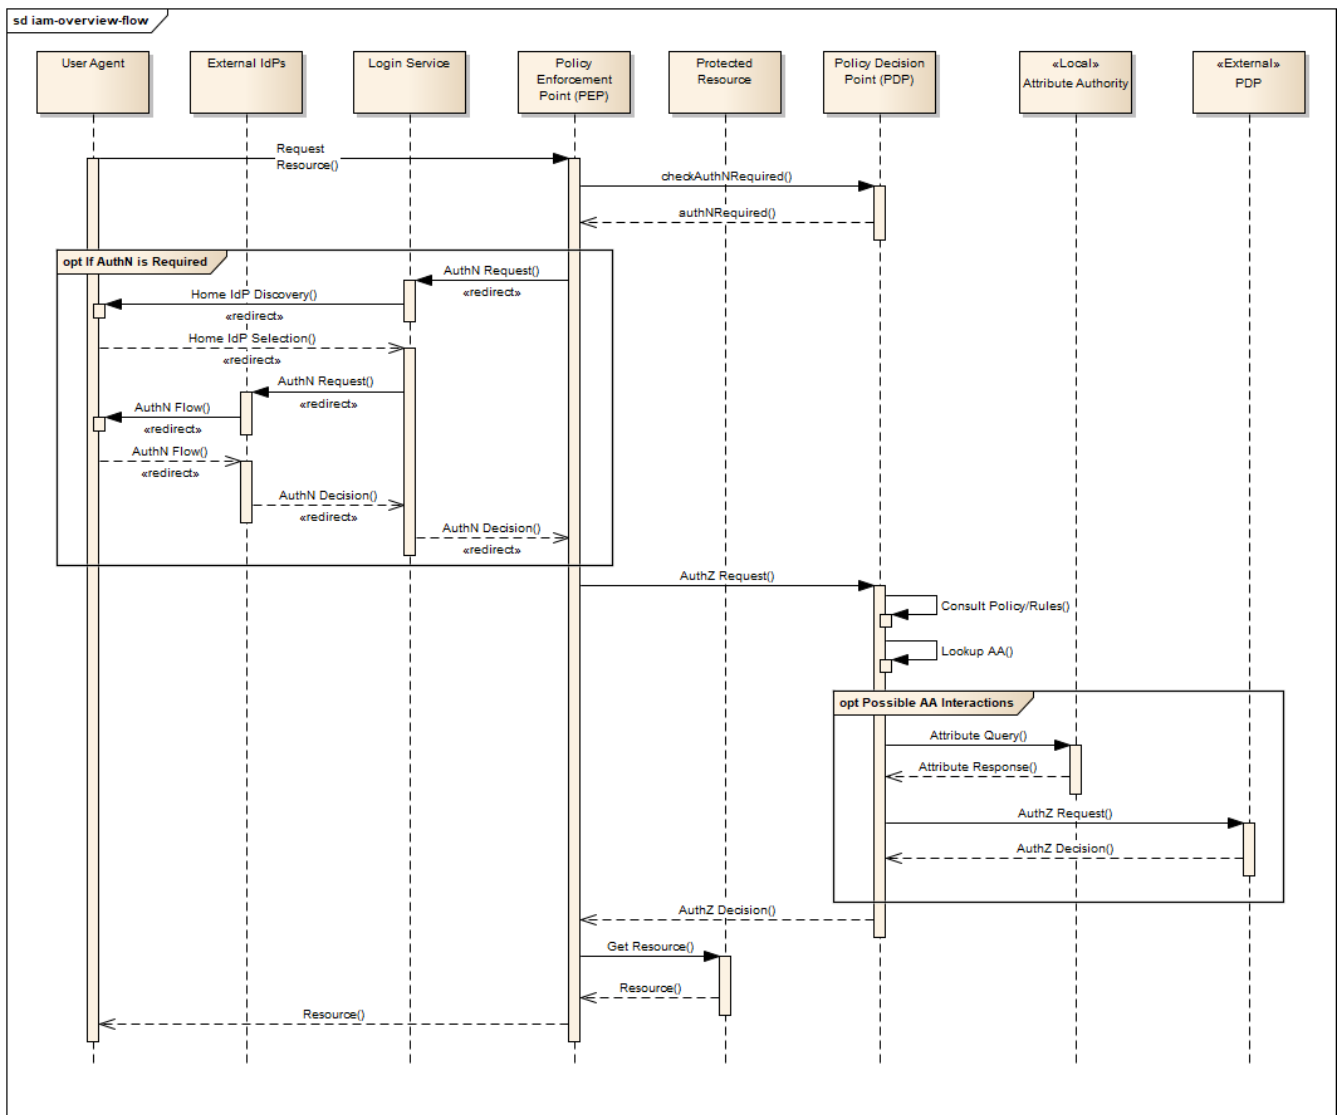 sd iam-overview-flow
User Agent
External IdPs
Login Service
Policy
Enforcement
Point (PEP)
Protected
Resource
Policy Decision
Point (PDP)
«Local»
Attribute Authority
«External»
PDP
Request
Resource()
checkAuthNRequired()
authNRequired()
opt If AuthN is Required
AuthN Request()
«redirect»
Home IdP Discovery()
«redirect»
Home IdP Selection()
«redirect»
AuthN Request()
«redirect»
AuthN Flow()
«redirect»
AuthN Flow()
«redirect»
AuthN Decision()
«redirect»
AuthN Decision()
«redirect»
AuthZ Request()
Consult Policy/Rules()
Lookup AA()
opt Possible AA Interactions
Attribute Query()
Attribute Response()
AuthZ Request()
AuthZ Decision()
AuthZ Decision()
Get Resource()
Resource()
Resource()